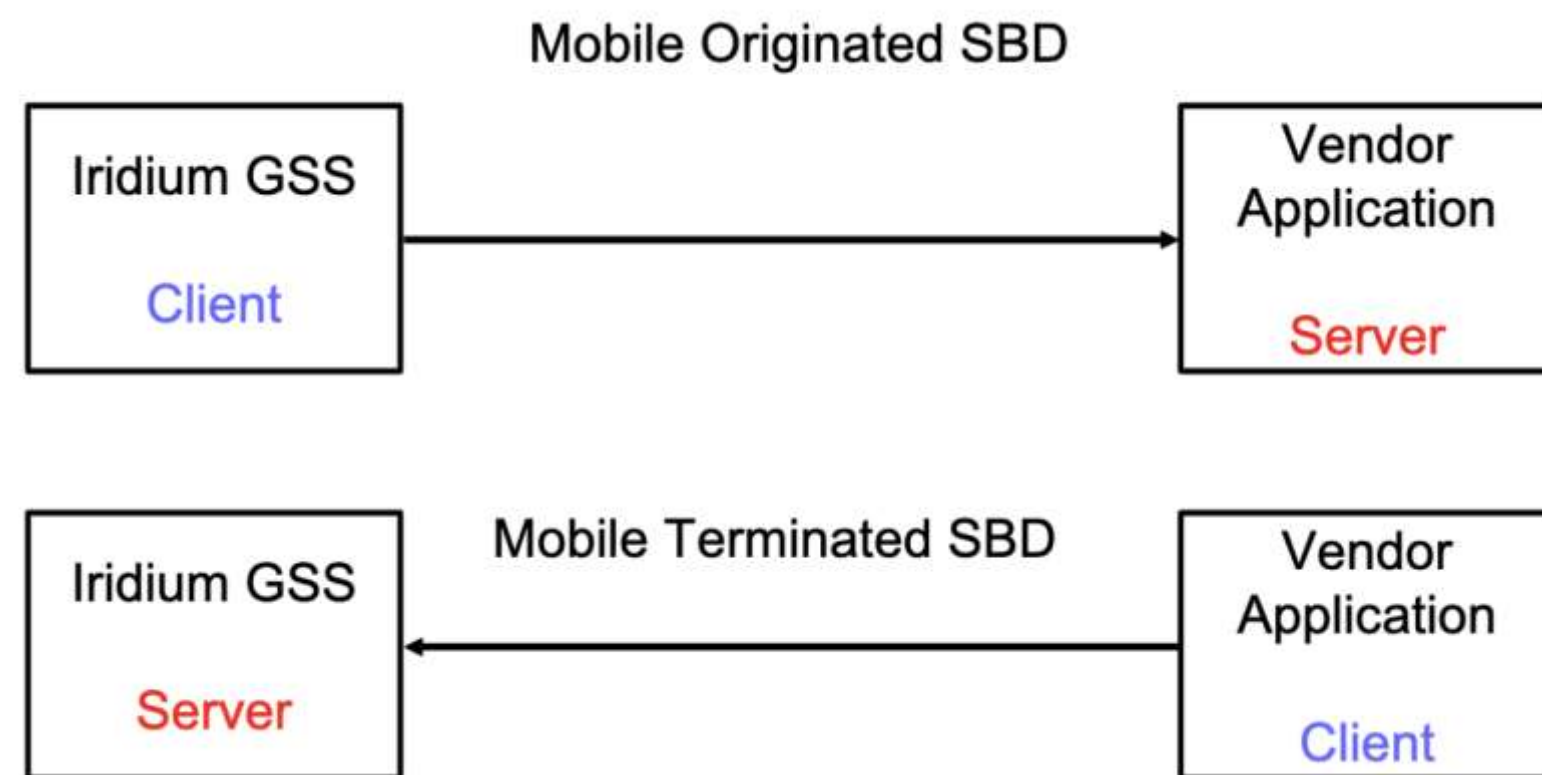 Mobile Originated SBD
Iridium GSS
Client
Vendor
Application
Server
Mobile Terminated SBD
Iridium GSS
Server
Vendor
Application
Client